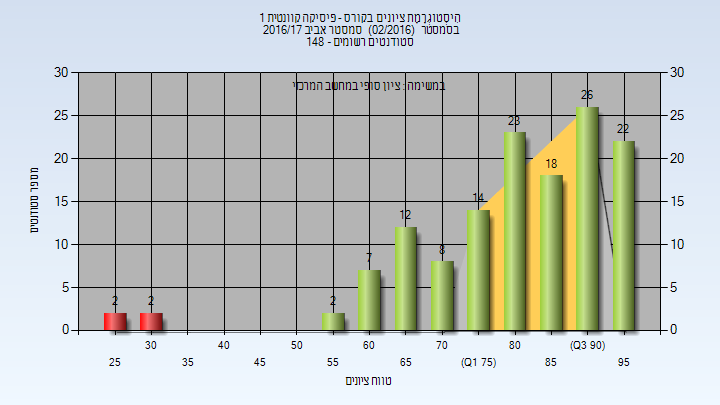 היסטוגרמת ציונים בקורס - פיסיקה קוונטית 1
בסמסטר (02/2016) סמסטר אביב 2016/17
סטודנטים רשומים - 148
במשימה : ציון סופי במחשב המרכזי
30 30
25 25
20 20
15 15
10 10
5 5
0 0
מספר סטודנטים
2 2 2 7 12 8 14 23 18 26 22
30 40 50 60 70 80 (Q3 90)
25 35 45 55 65 (Q1 75) 85 95
טווח ציונים